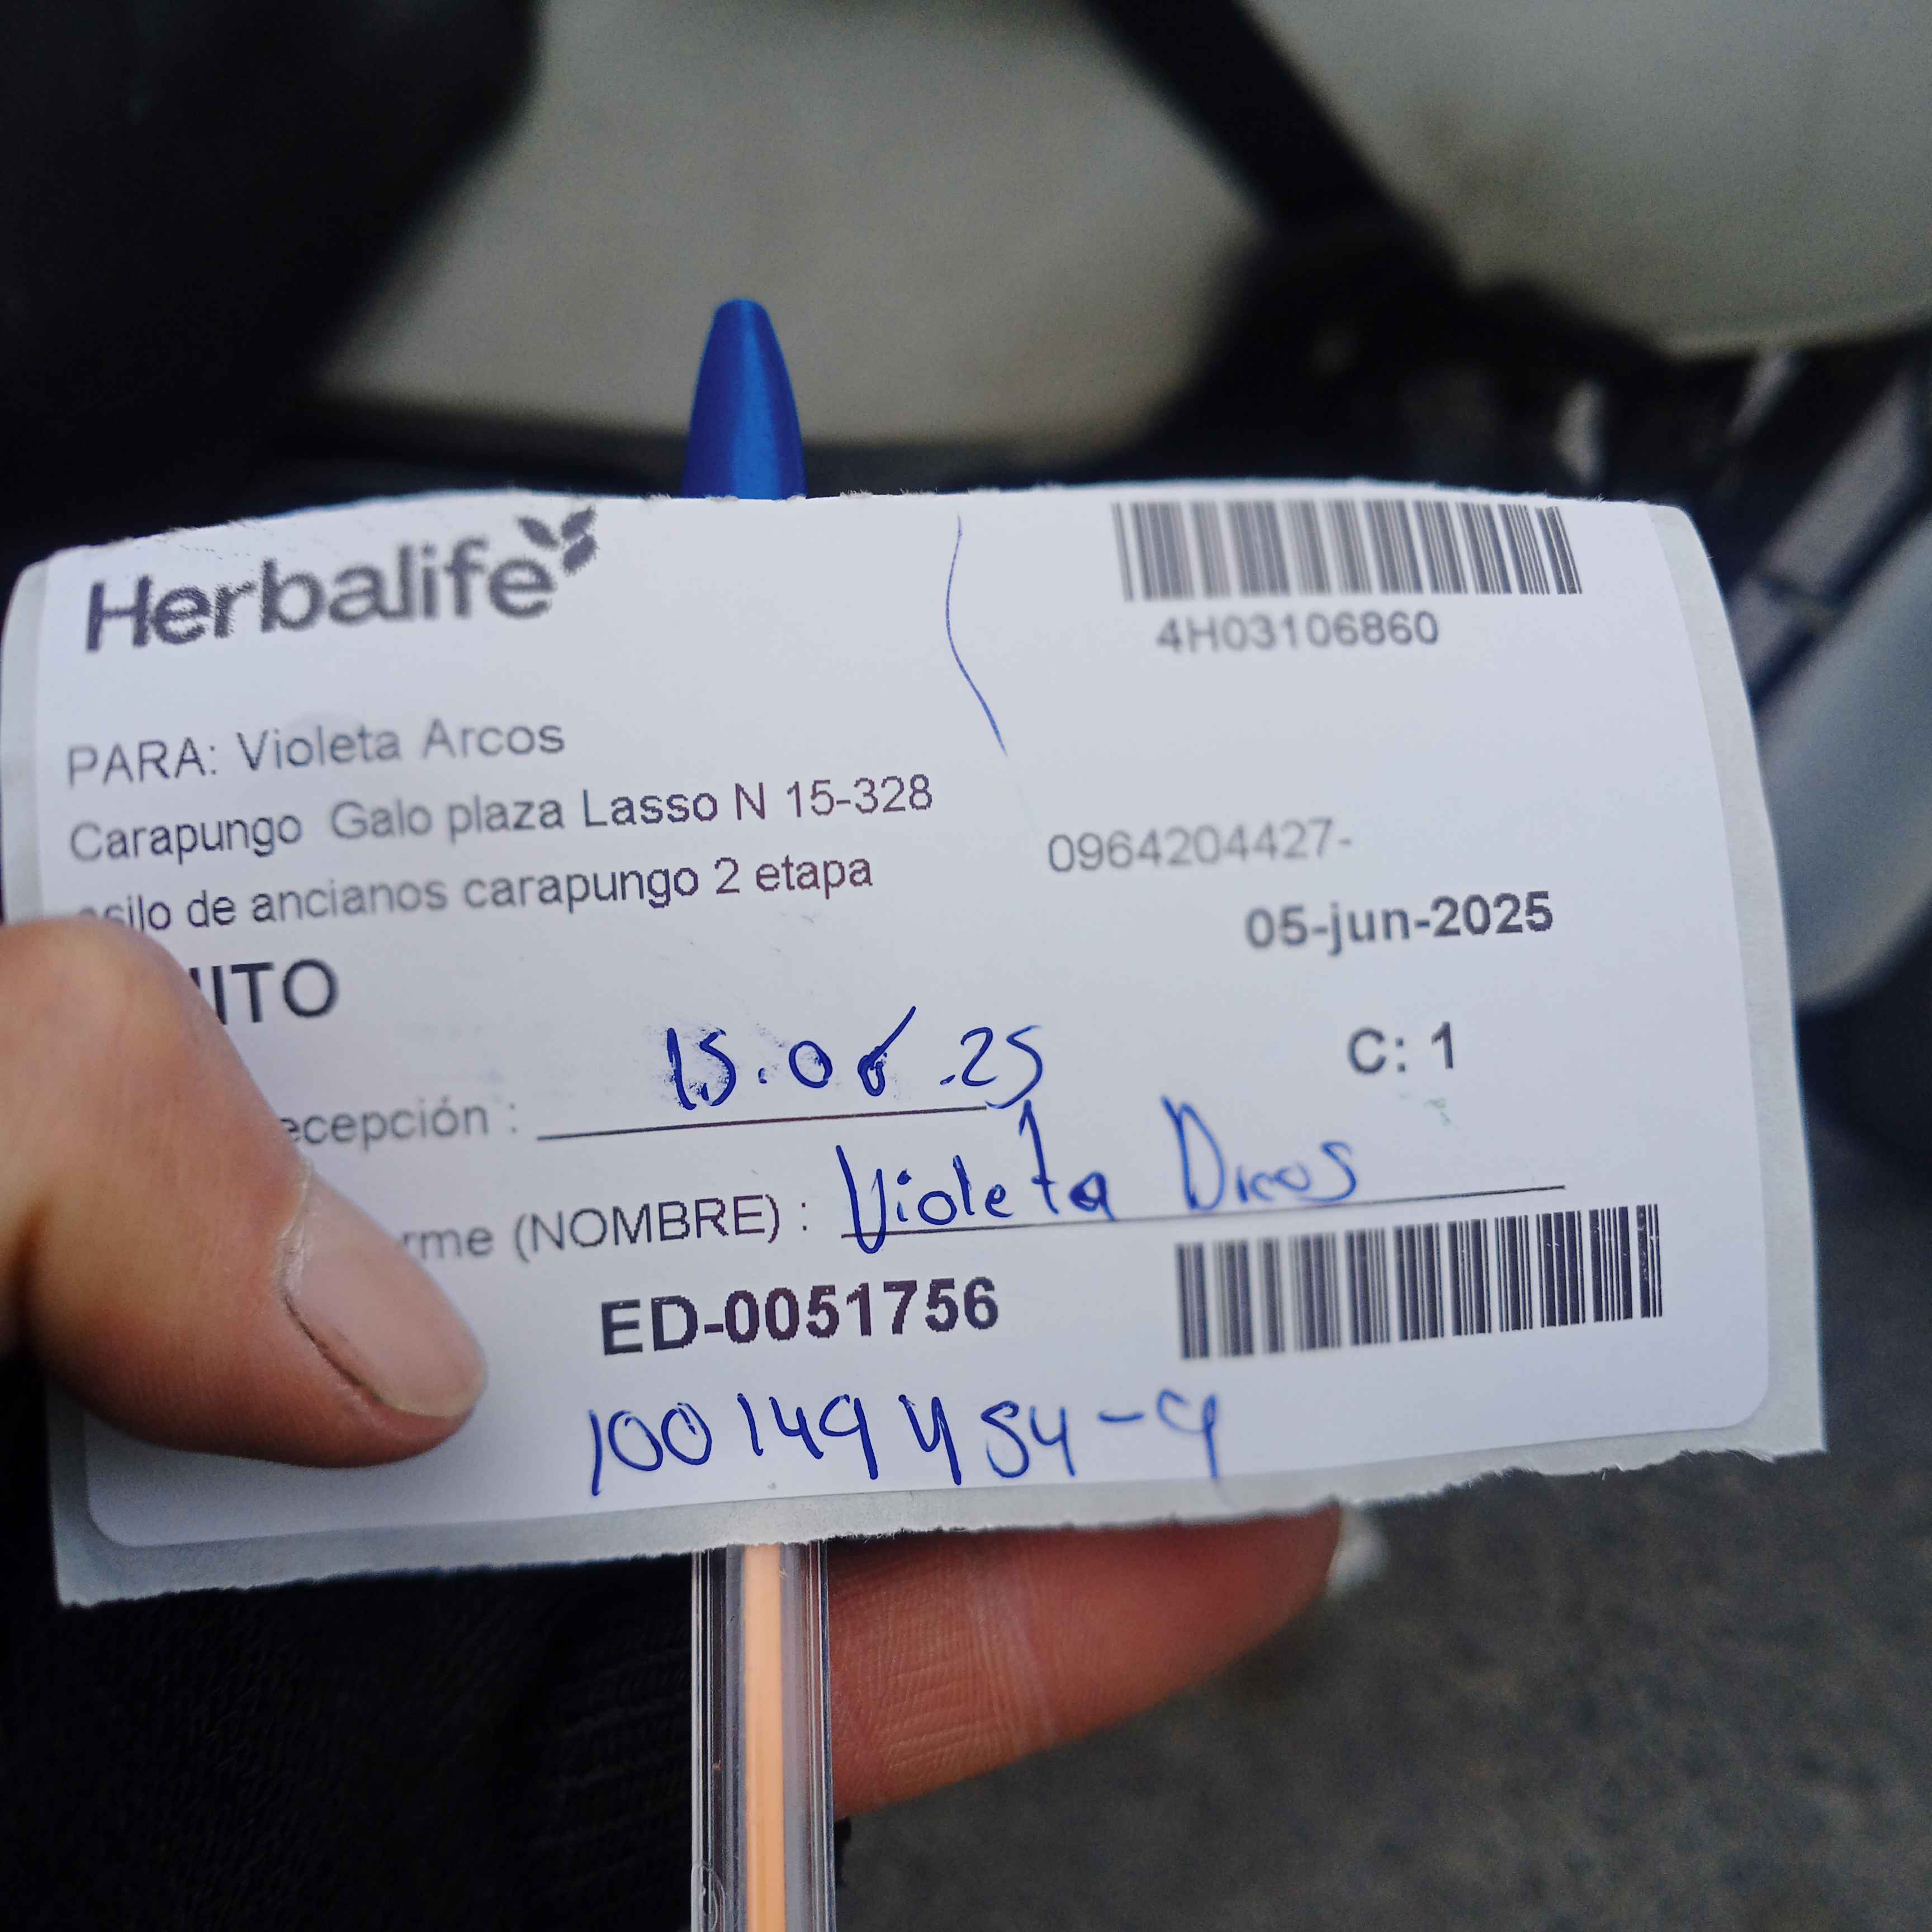 Herbalife
4H03106860
PARA: Violeta Arcos
Carapungo Galo plaza Lasso N 15-328
asilo de ancianos carapungo 2 etapa
0964204427-
05-jun-2025
UITO
C: 1
ecepción : 15.06.25
rme (NOMBRE) : Violeta Arcos
ED-0051756
100149454-9